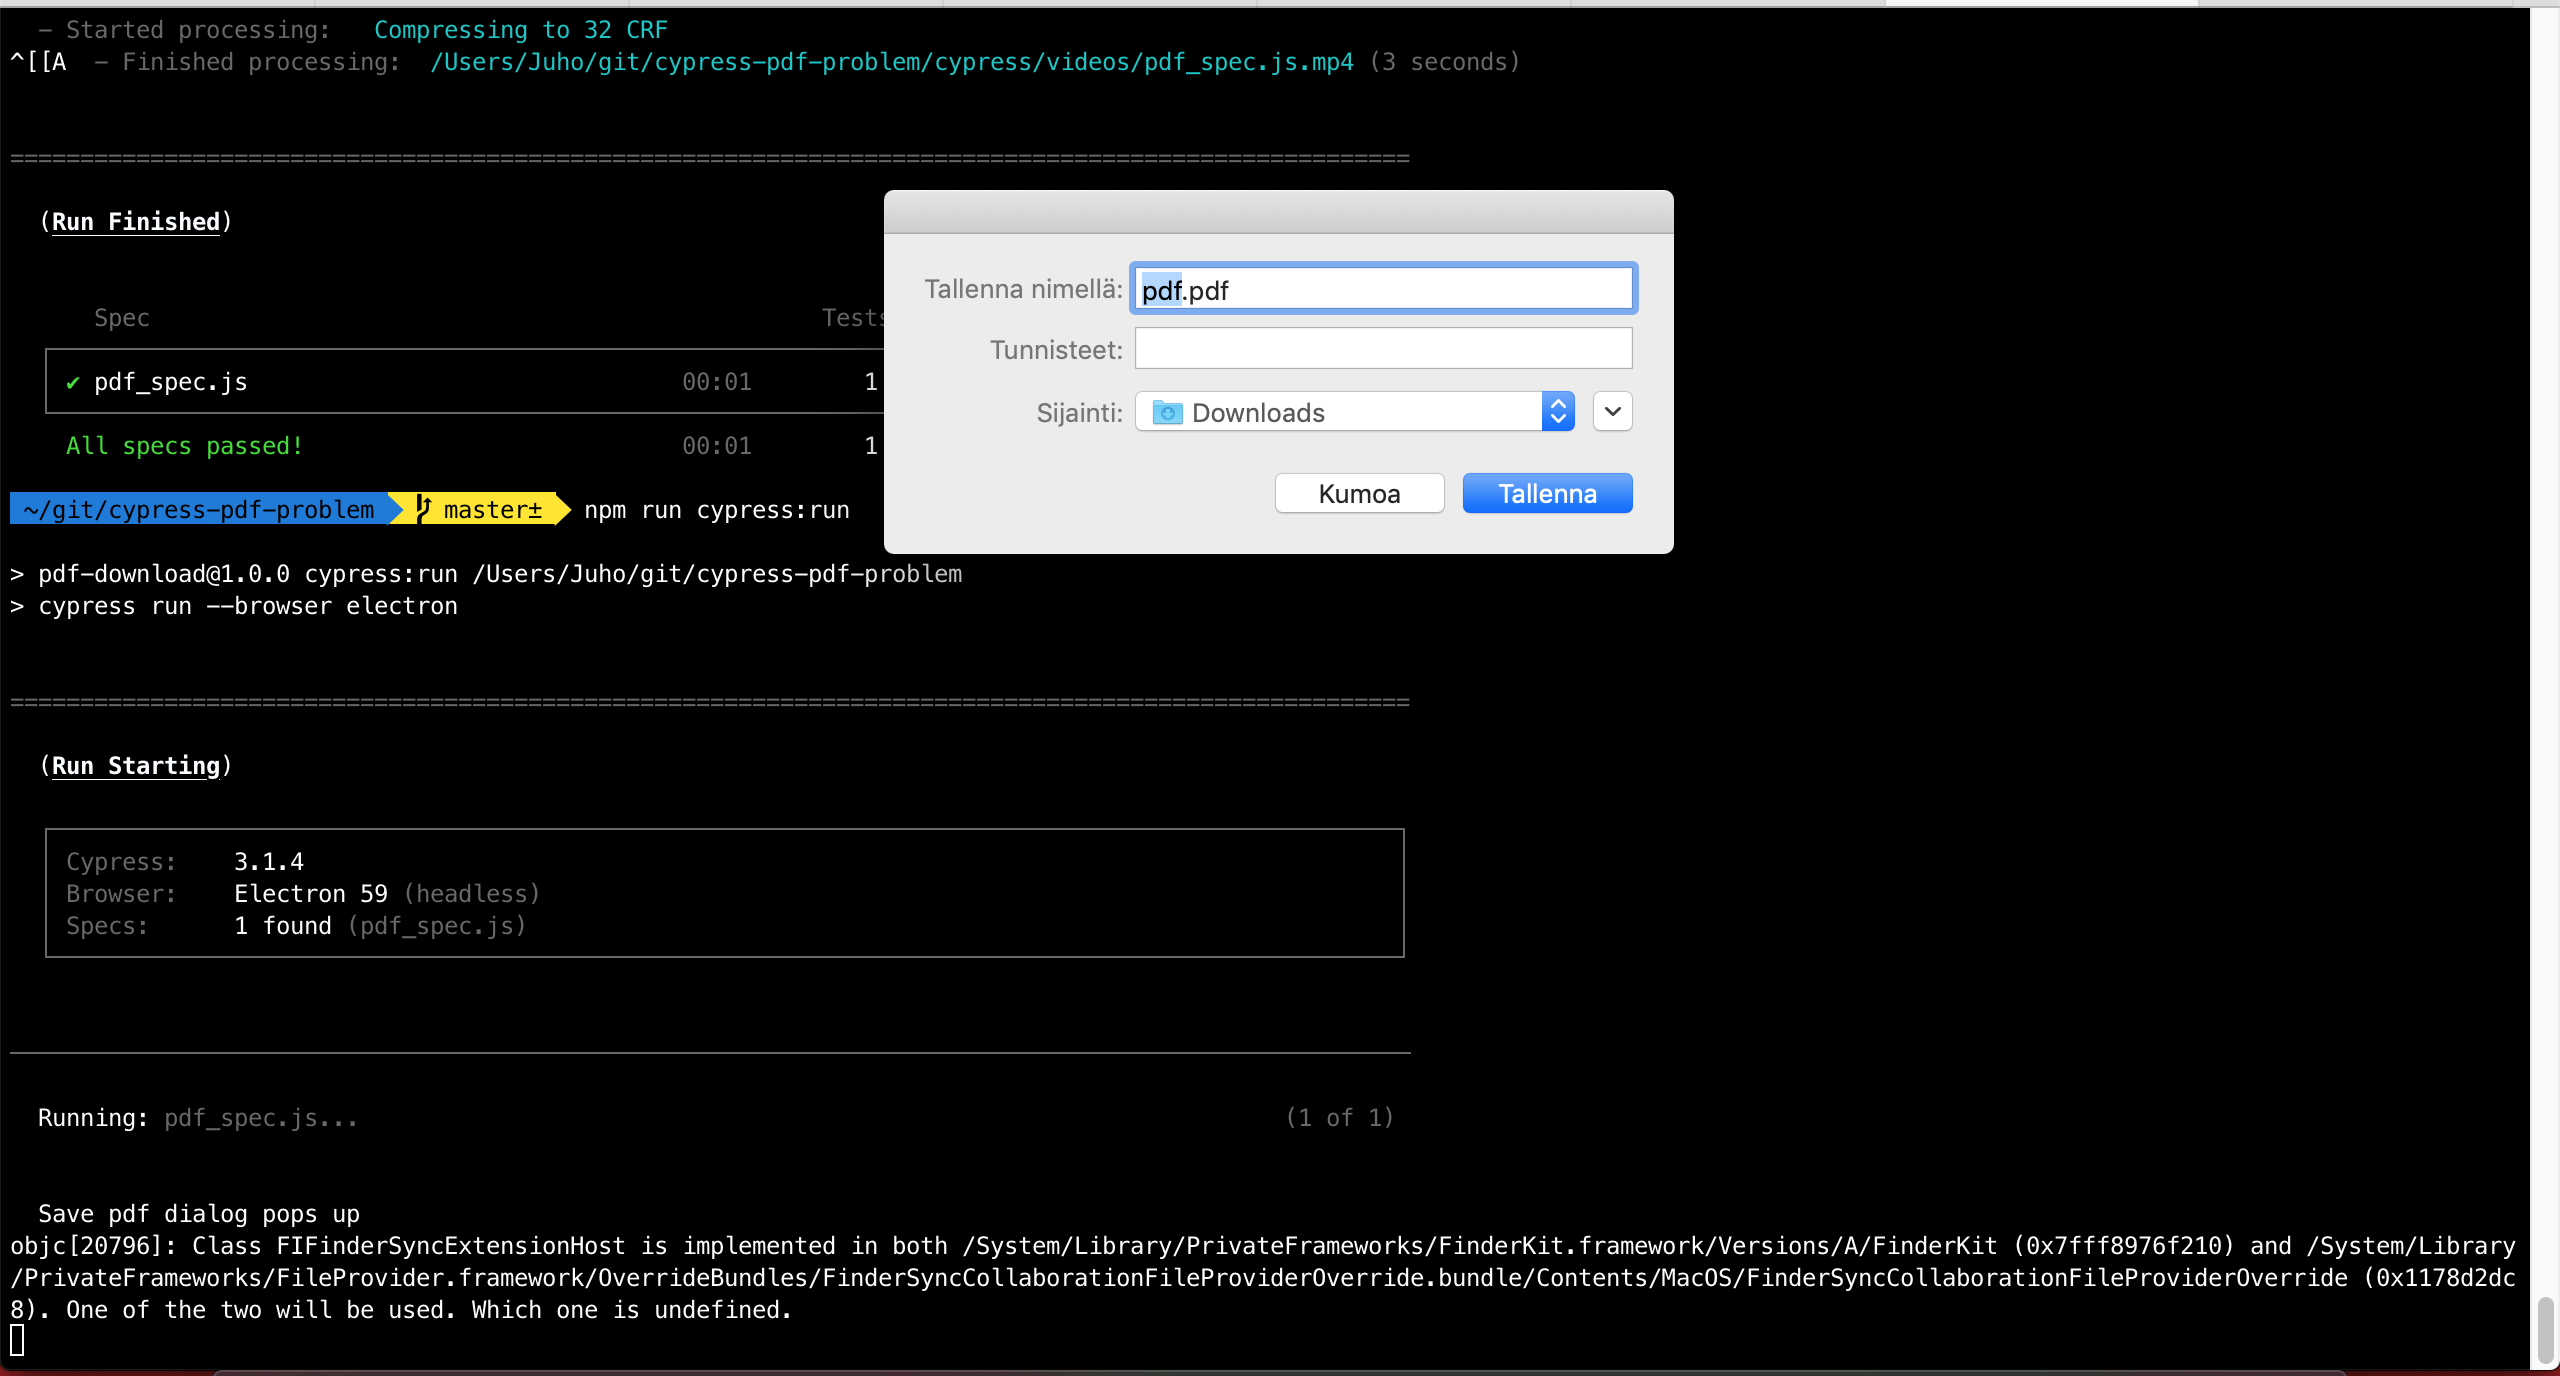 – Started processing:   Compressing to 32 CRF
^[[A  – Finished processing:  /Users/Juho/git/cypress-pdf-problem/cypress/videos/pdf_spec.js.mp4 (3 seconds)
====================================================================================================
(Run Finished)
Spec Tests
✔ pdf_spec.js 00:01 1
All specs passed! 00:01 1
~/git/cypress-pdf-problem master± npm run cypress:run
> pdf-download@1.0.0 cypress:run /Users/Juho/git/cypress-pdf-problem
> cypress run --browser electron
====================================================================================================
(Run Starting)
Cypress: 3.1.4
Browser: Electron 59 (headless)
Specs: 1 found (pdf_spec.js)
Running: pdf_spec.js... (1 of 1)
Save pdf dialog pops up
objc[20796]: Class FIFinderSyncExtensionHost is implemented in both /System/Library/PrivateFrameworks/FinderKit.framework/Versions/A/FinderKit (0x7fff8976f210) and /System/Library
/PrivateFrameworks/FileProvider.framework/OverrideBundles/FinderSyncCollaborationFileProviderOverride.bundle/Contents/MacOS/FinderSyncCollaborationFileProviderOverride (0x1178d2dc
8). One of the two will be used. Which one is undefined.
Tallenna nimellä: pdf.pdf
Tunnisteet:
Sijainti: Downloads
Kumoa Tallenna